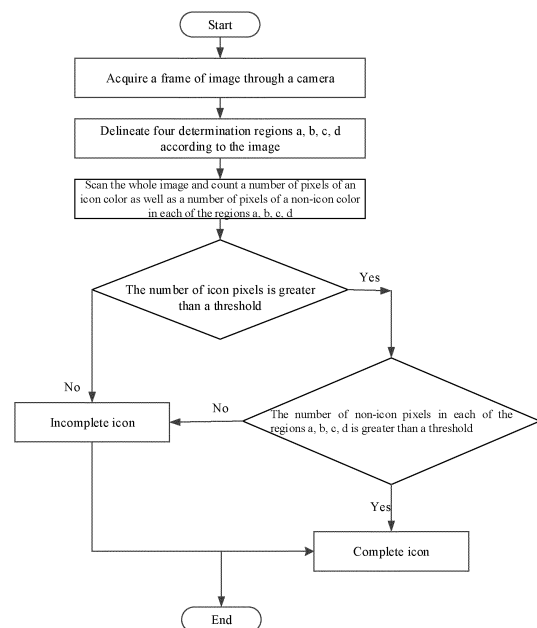 Start
Acquire a frame of image through a camera
Delineate four determination regions a, b, c, d
according to the image
Scan the whole image and count a number of pixels of an
icon color as well as a number of pixels of a non-icon color
in each of the regions a, b, c, d
Yes
The number of icon pixels is greater
than a threshold
No
No
The number of non-icon pixels in each of the
regions a, b, c, d is greater than a threshold
Incomplete icon
Yes
Complete icon
End